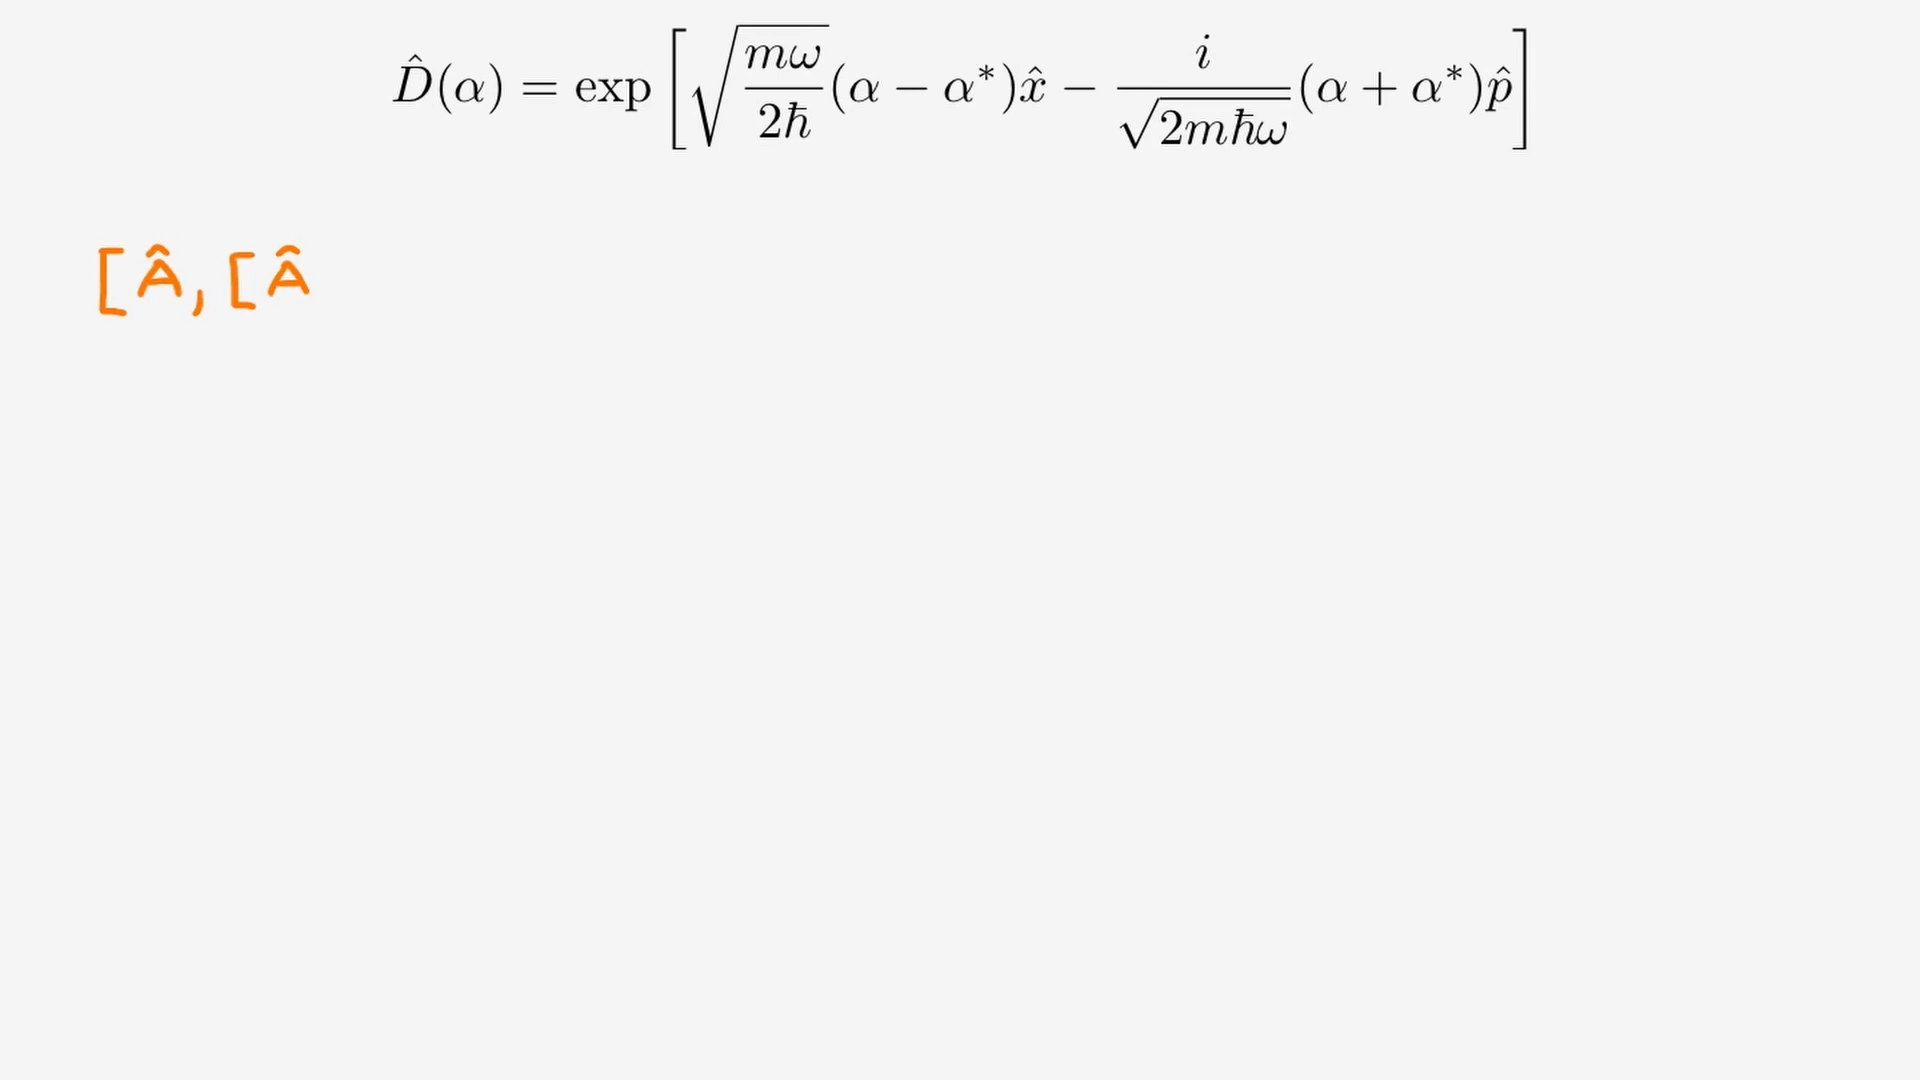 D̂(α) = exp [ √(mω/2ħ) (α − α*)x̂ − i/√(2mħω) (α + α*)p̂ ]
[Â, [Â